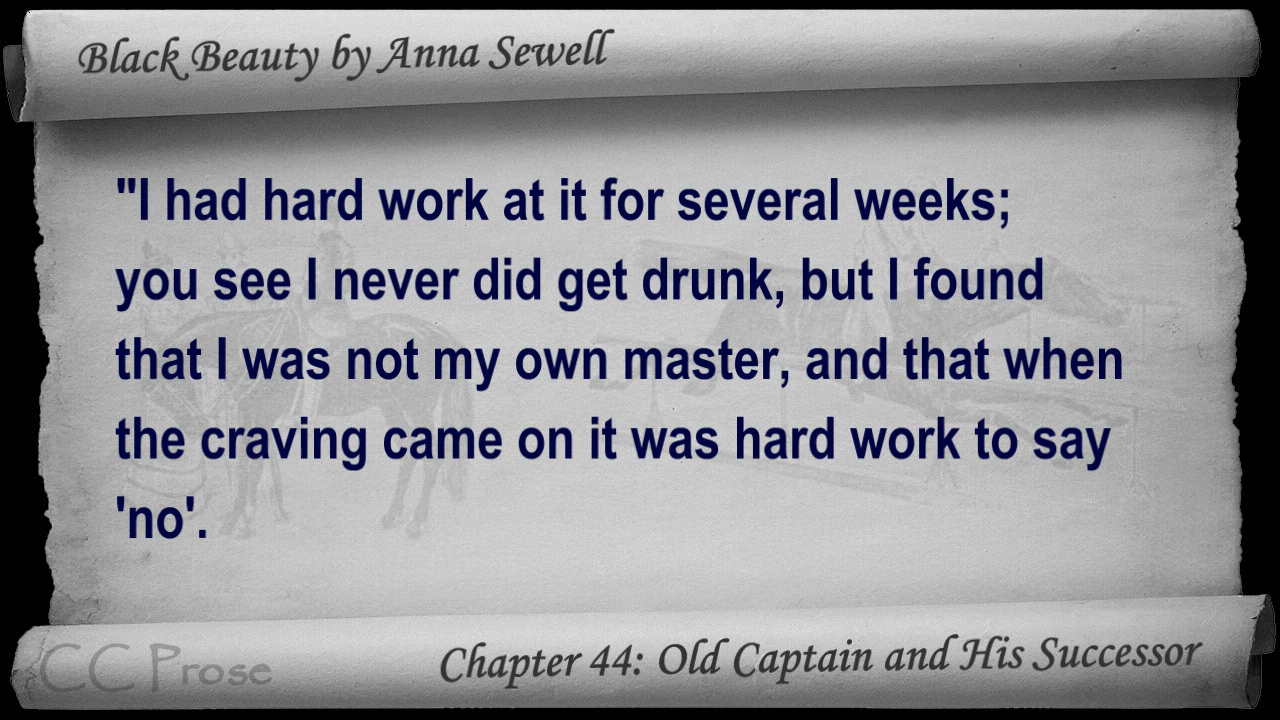 Black Beauty by Anna Sewell
"I had hard work at it for several weeks;
you see I never did get drunk, but I found
that I was not my own master, and that when
the craving came on it was hard work to say
'no'.
CC Prose
Chapter 44: Old Captain and His Successor